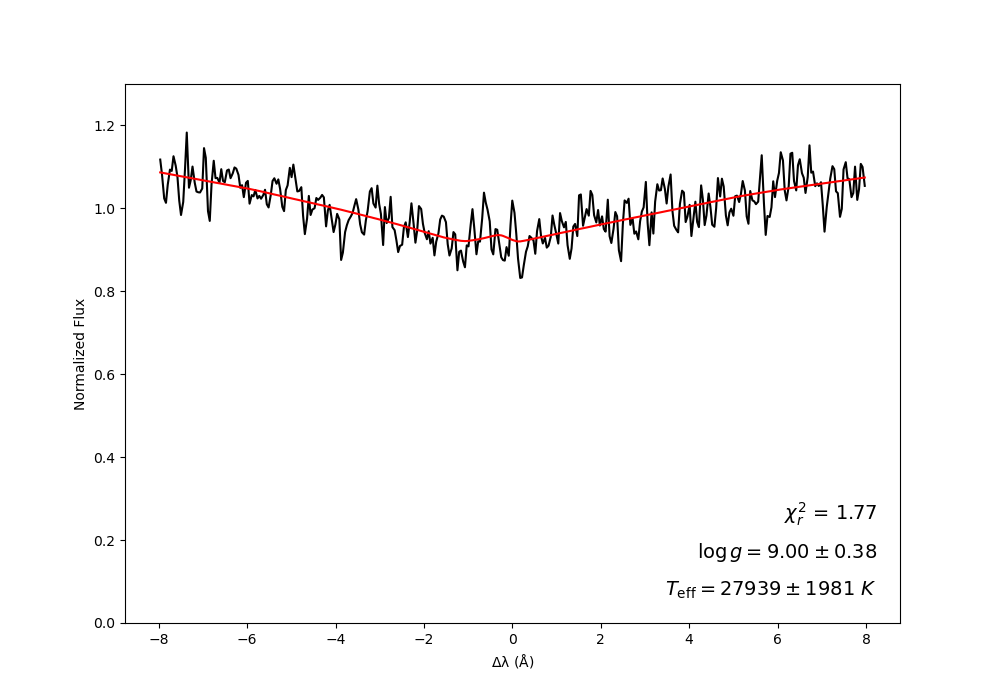 1.2
1.0
0.8
0.6
0.4
0.2
0.0
Normalized Flux
χ²ᵣ = 1.77
log g = 9.00 ± 0.38
T_eff = 27939 ± 1981 K
−8 −6 −4 −2 0 2 4 6 8
Δλ (Å)